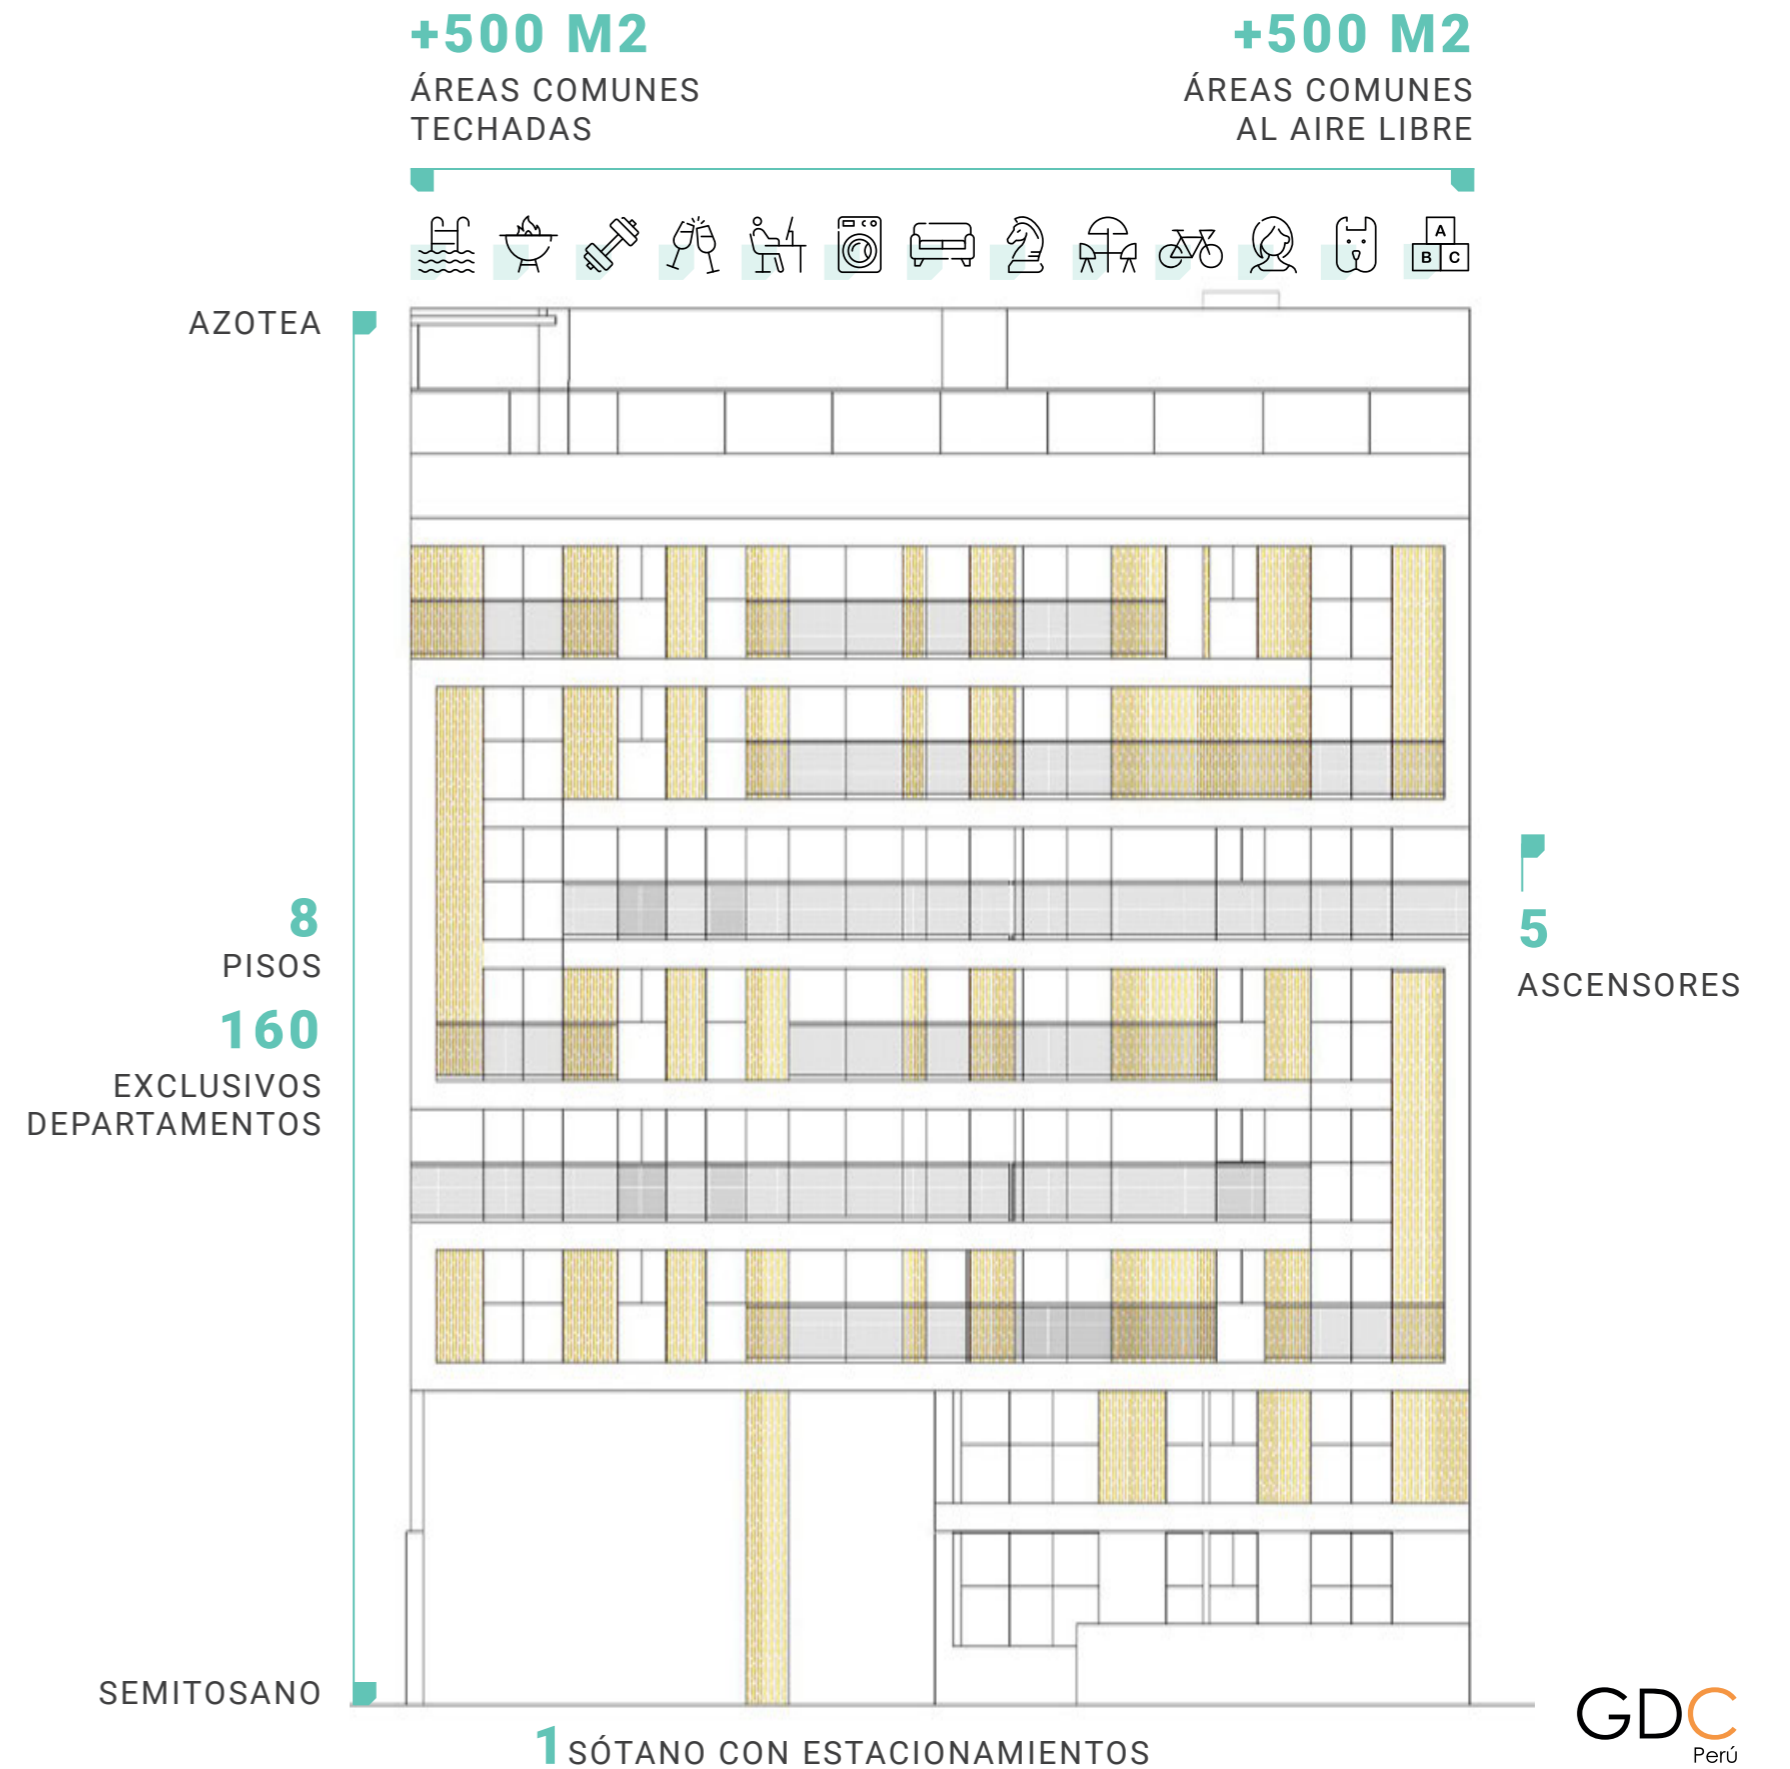 +500 M2
ÁREAS COMUNES
TECHADAS
+500 M2
ÁREAS COMUNES
AL AIRE LIBRE
A
B C
AZOTEA
8
PISOS
160
EXCLUSIVOS
DEPARTAMENTOS
5
ASCENSORES
SEMITOSANO
1 SÓTANO CON ESTACIONAMIENTOS
GDC
Perú